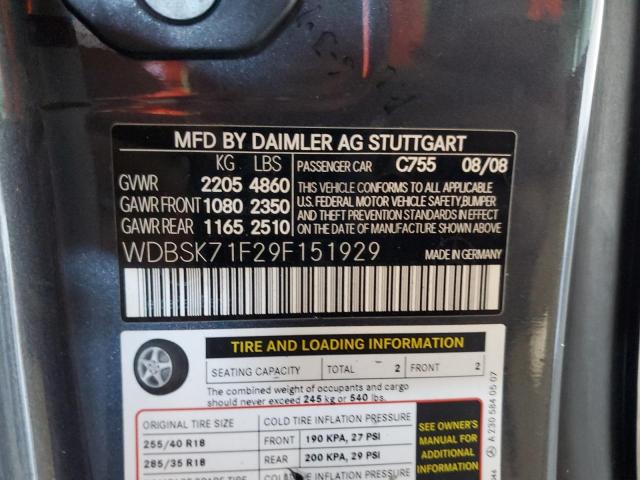 MFD BY DAIMLER AG STUTTGART
KG LBS PASSENGER CAR C755 08/08
GVWR 2205 4860 THIS VEHICLE CONFORMS TO ALL APPLICABLE
GAWR FRONT 1080 2350 U.S. FEDERAL MOTOR VEHICLE SAFETY, BUMPER
GAWR REAR 1165 2510 AND THEFT PREVENTION STANDARDS IN EFFECT
ON THE DATE OF MANUFACTURE SHOWN ABOVE
WDBSK71F29F151929 MADE IN GERMANY
TIRE AND LOADING INFORMATION
SEATING CAPACITY TOTAL 2 FRONT 2
The combined weight of occupants and cargo
should never exceed 245 kg or 540 lbs.
ORIGINAL TIRE SIZE COLD TIRE INFLATION PRESSURE
255/40 R18 FRONT 190 KPA, 27 PSI
285/35 R18 REAR 200 KPA, 29 PSI
SEE OWNER'S
MANUAL FOR
ADDITIONAL
INFORMATION
A 230 584 05 07